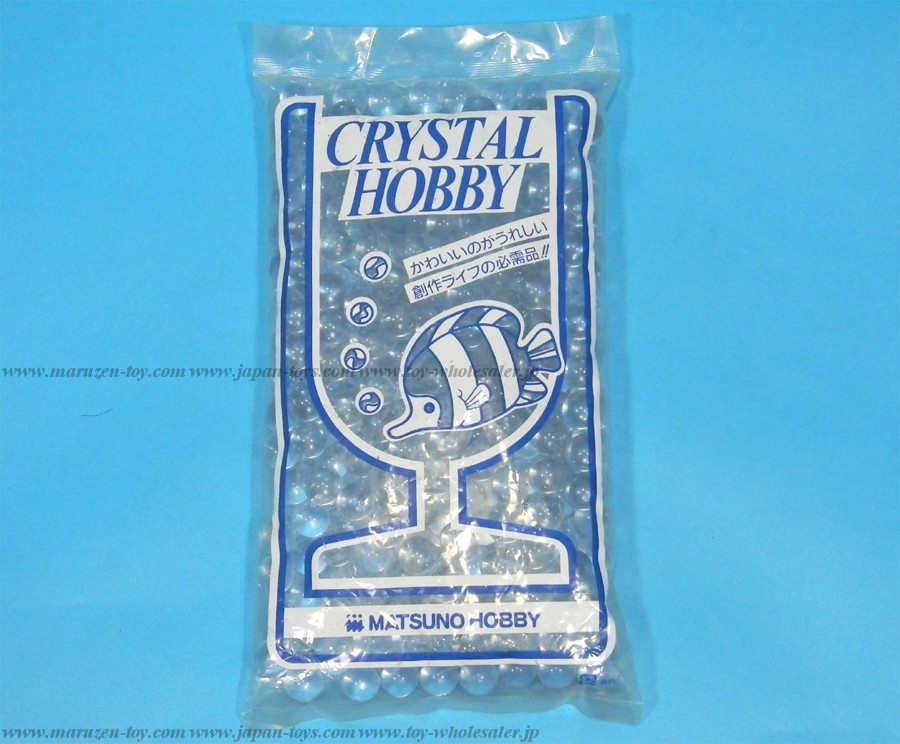 CRYSTAL
HOBBY
かわいいのがうれしい
創作ライフの必需品!!
www.maruzen-toy.com www.japan-toys.com www.toy-wholesaler.jp
MATSUNO HOBBY
www.maruzen-toy.com www.japan-toys.com www.toy-wholesaler.jp